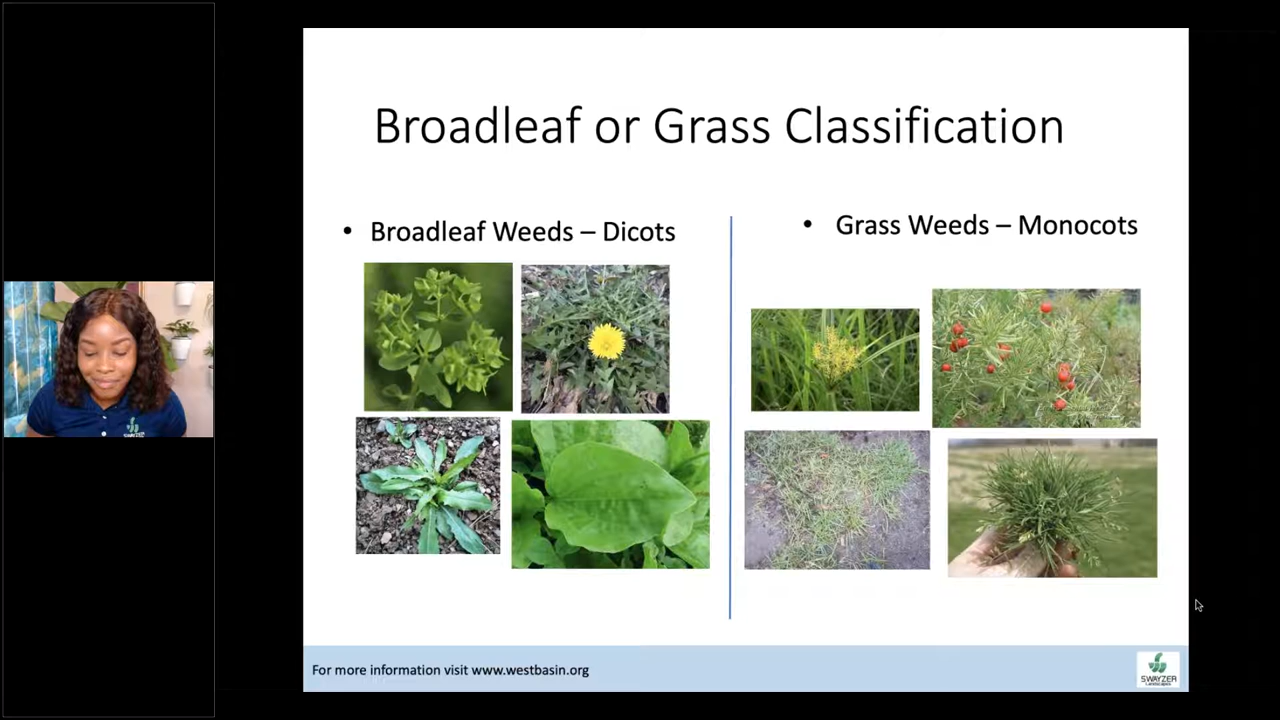 Broadleaf or Grass Classification
• Broadleaf Weeds – Dicots
• Grass Weeds – Monocots
For more information visit www.westbasin.org
SWAYZER